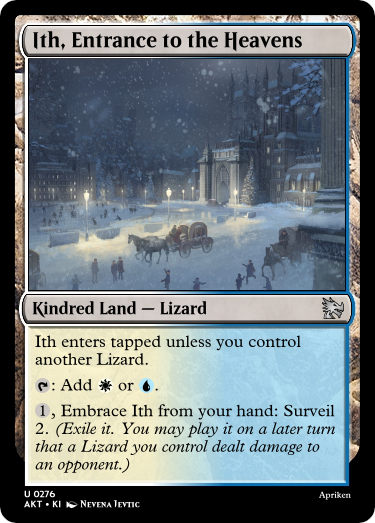 Ith, Entrance to the Heavens
Kindred Land — Lizard
Ith enters tapped unless you control
another Lizard.
: Add or .
1, Embrace Ith from your hand: Surveil
2. (Exile it. You may play it on a later turn
that a Lizard you control dealt damage to
an opponent.)
U 0276
Apriken
AKT • KI Nevena Jevtic